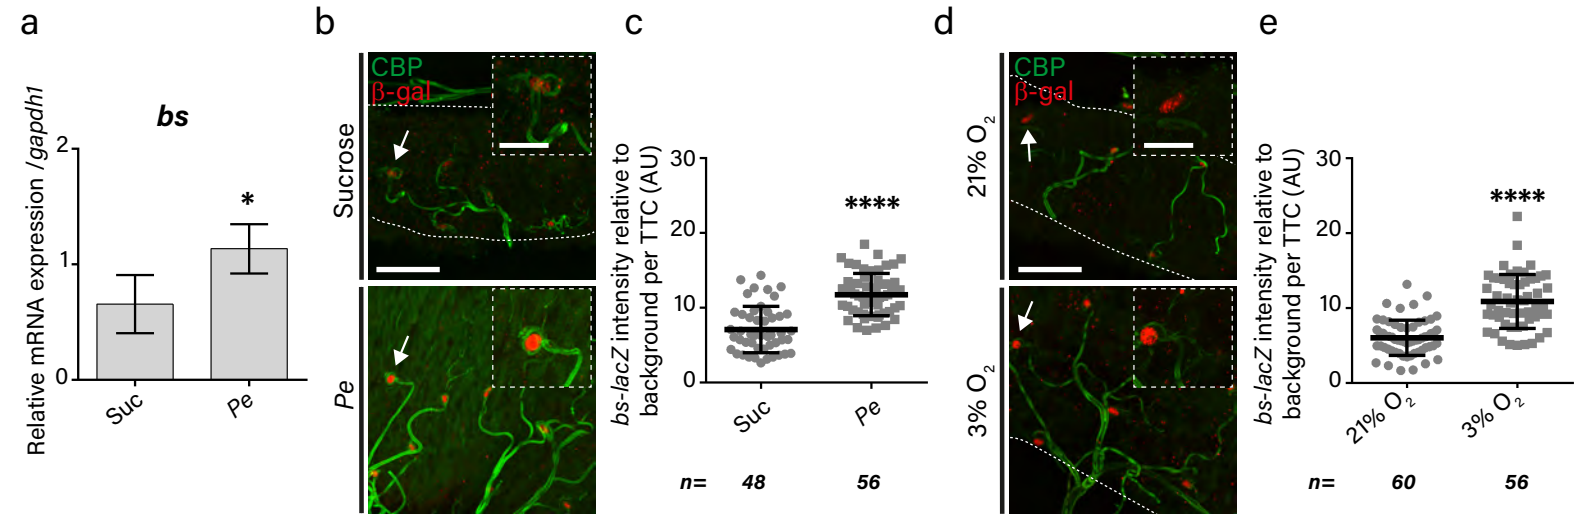 a
bs
Relative mRNA expression /gapdh1
2
1
0
*
Suc
Pe
b
Sucrose
CBP
β-gal
Pe
c
bs-lacZ intensity relative to
background per TTC (AU)
30
20
10
0
****
Suc
Pe
n= 48 56
d
21% O₂
CBP
β-gal
3% O₂
e
bs-lacZ intensity relative to
background per TTC (AU)
30
20
10
0
****
21% O₂
3% O₂
n= 60 56